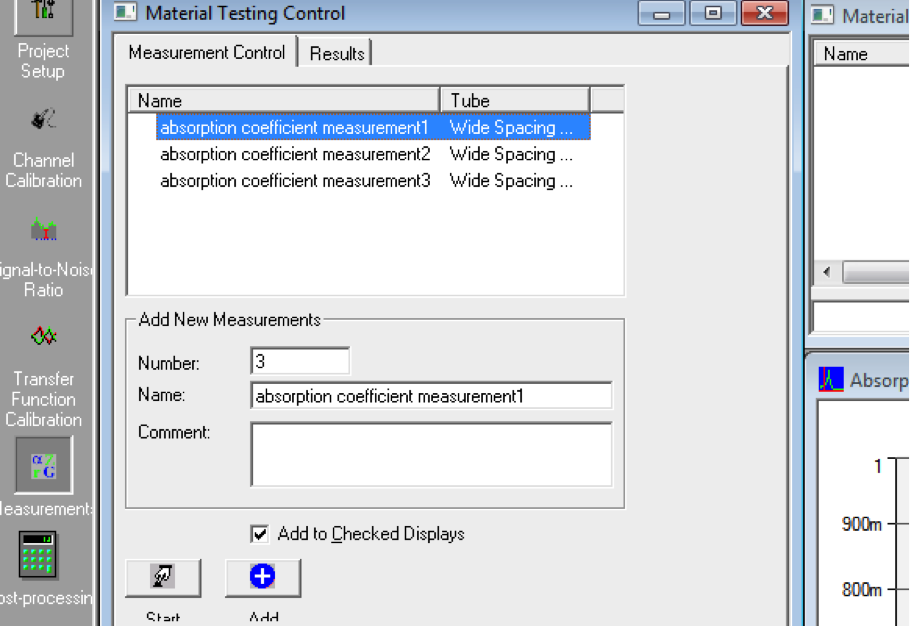 Material Testing Control
Material
Project
Setup
Channel
Calibration
ignal-to-Nois
Ratio
Transfer
Function
Calibration
easurement
ost-processin
Measurement Control
Results
Name
Tube
absorption coefficient measurement1
Wide Spacing ...
absorption coefficient measurement2
Wide Spacing ...
absorption coefficient measurement3
Wide Spacing ...
Add New Measurements
Number:
3
Name:
absorption coefficient measurement1
Comment:
Add to Checked Displays
Start
Add
Name
Absorp
1
900m
800m